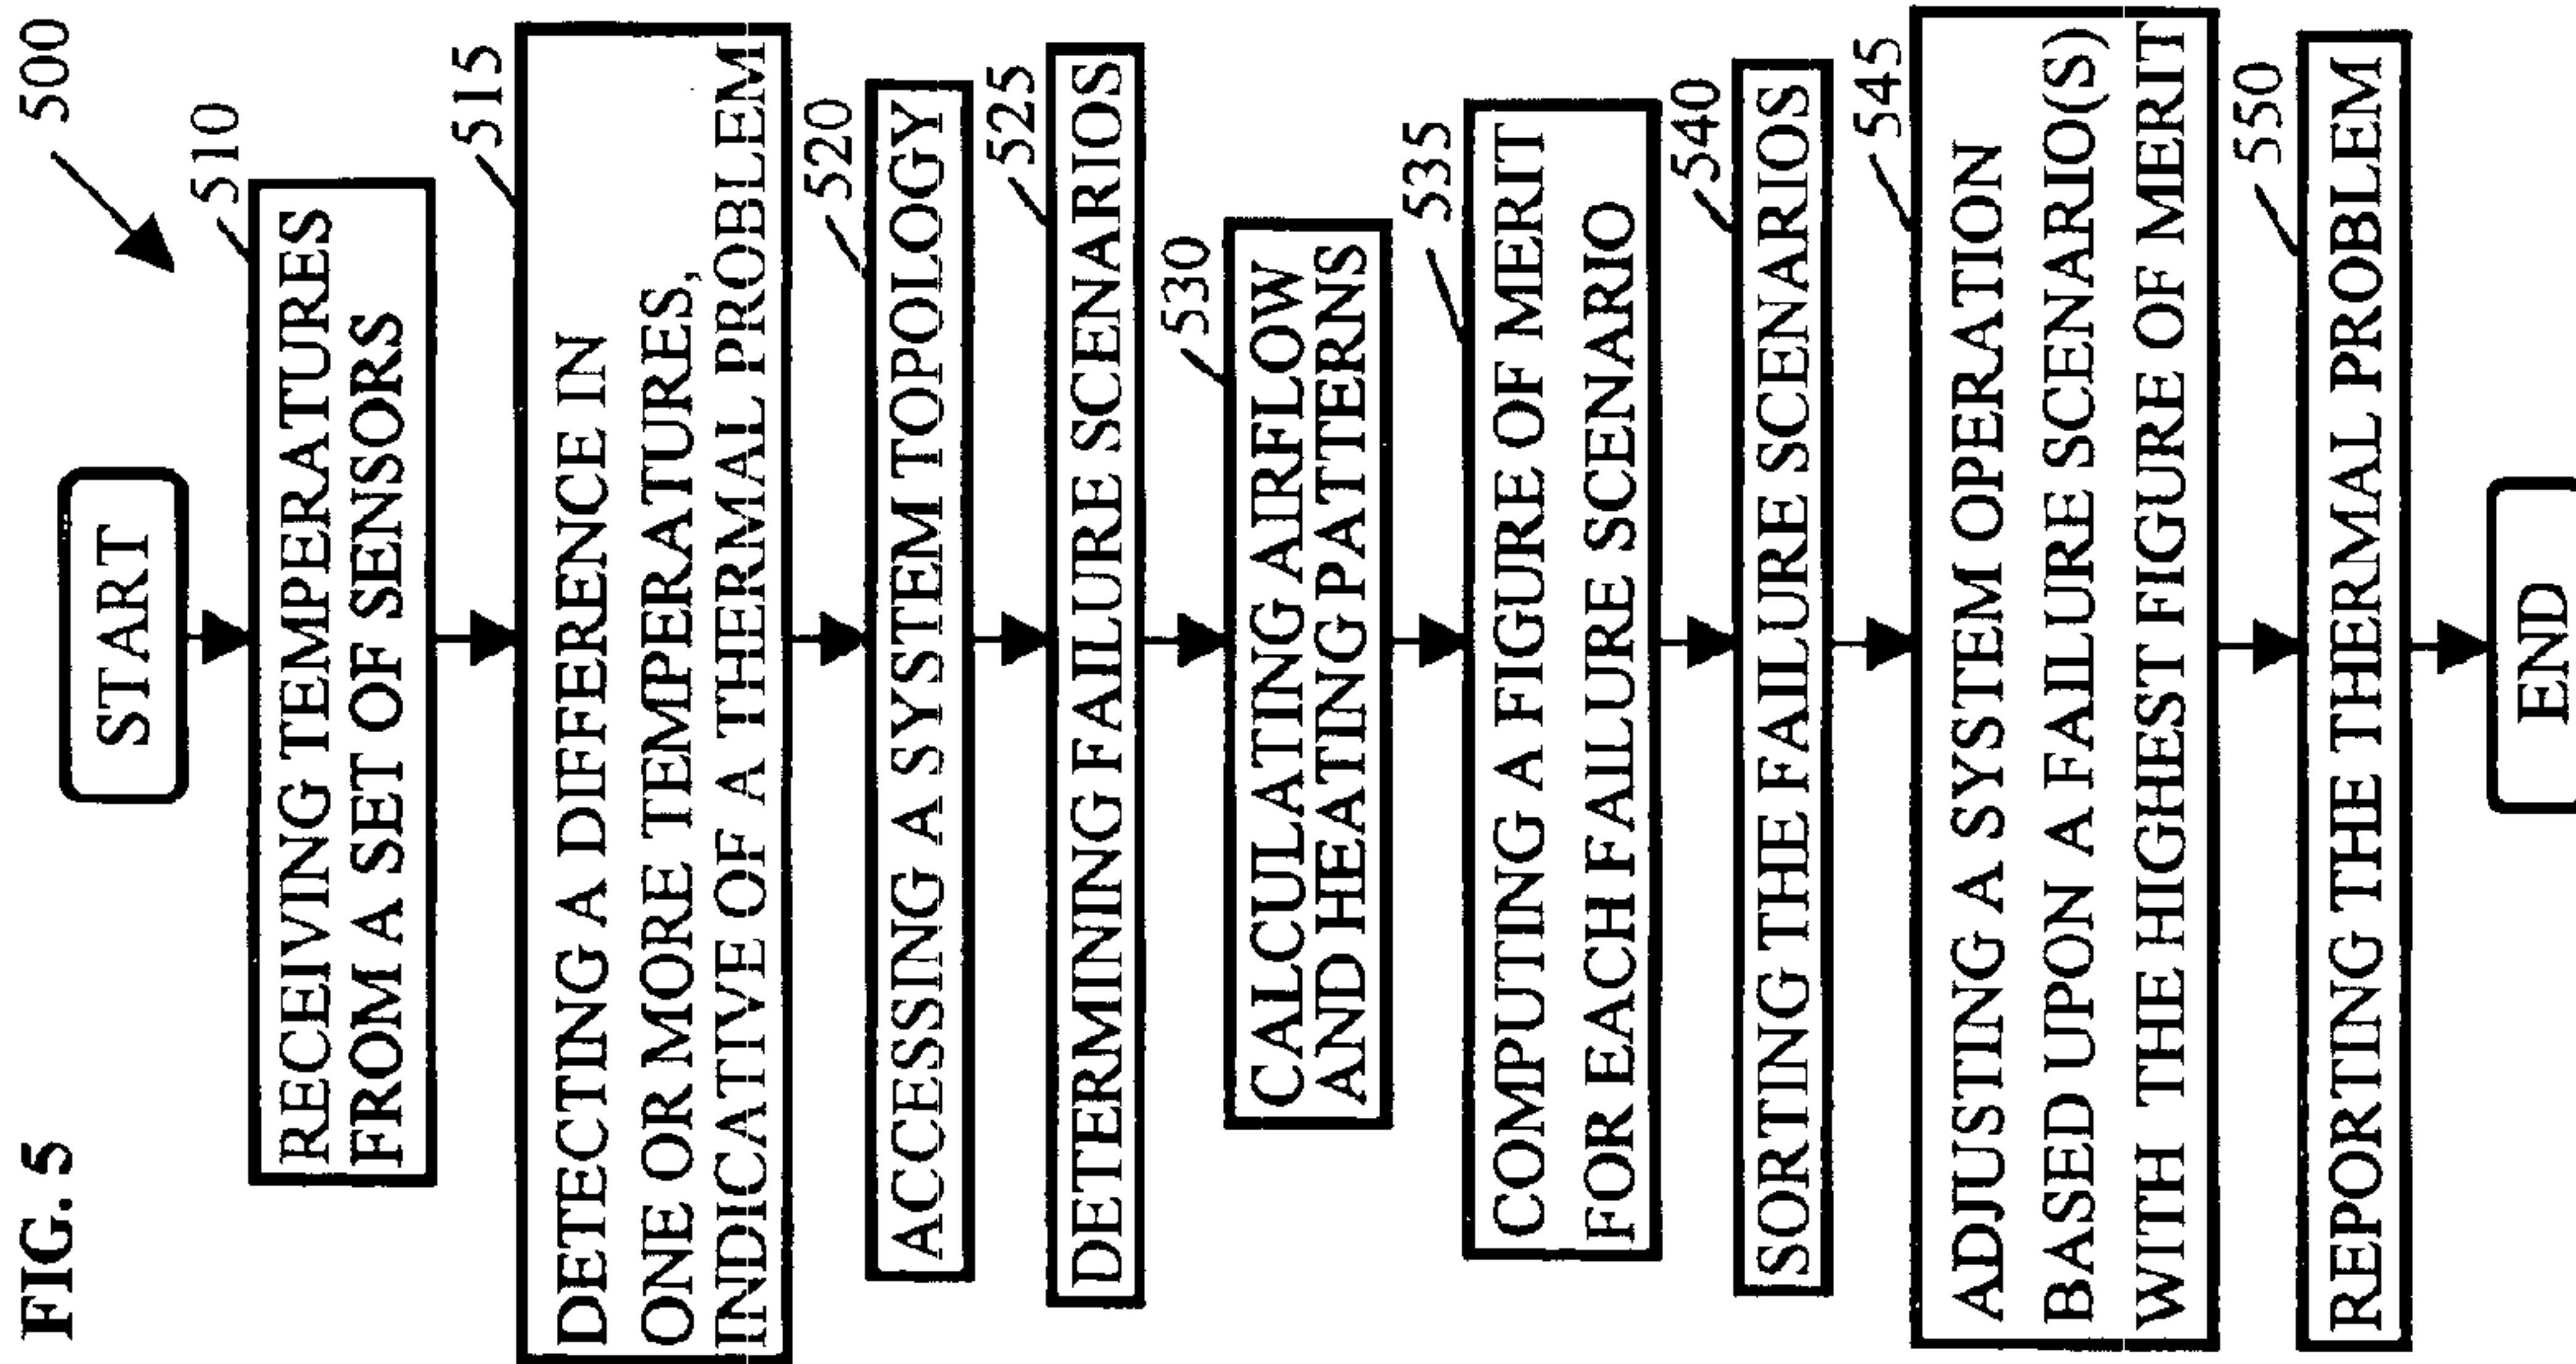 FIG. 5
500
START
510
RECEIVING TEMPERATURES
FROM A SET OF SENSORS
515
DETECTING A DIFFERENCE IN
ONE OR MORE TEMPERATURES,
INDICATIVE OF A THERMAL PROBLEM
520
ACCESSING A SYSTEM TOPOLOGY
525
DETERMINING FAILURE SCENARIOS
530
CALCULATING AIRFLOW
AND HEATING PATTERNS
535
COMPUTING A FIGURE OF MERIT
FOR EACH FAILURE SCENARIO
540
SORTING THE FAILURE SCENARIOS
545
ADJUSTING A SYSTEM OPERATION
BASED UPON A FAILURE SCENARIO(S)
WITH THE HIGHEST FIGURE OF MERIT
550
REPORTING THE THERMAL PROBLEM
END